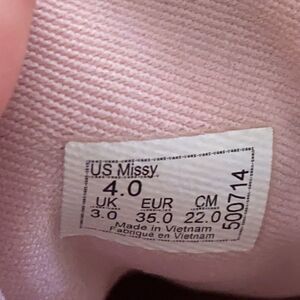 US Missy
4.0
UK EUR CM
3.0 35.0 22.0
Made in Vietnam
Fabriqué en Vietnam
500714